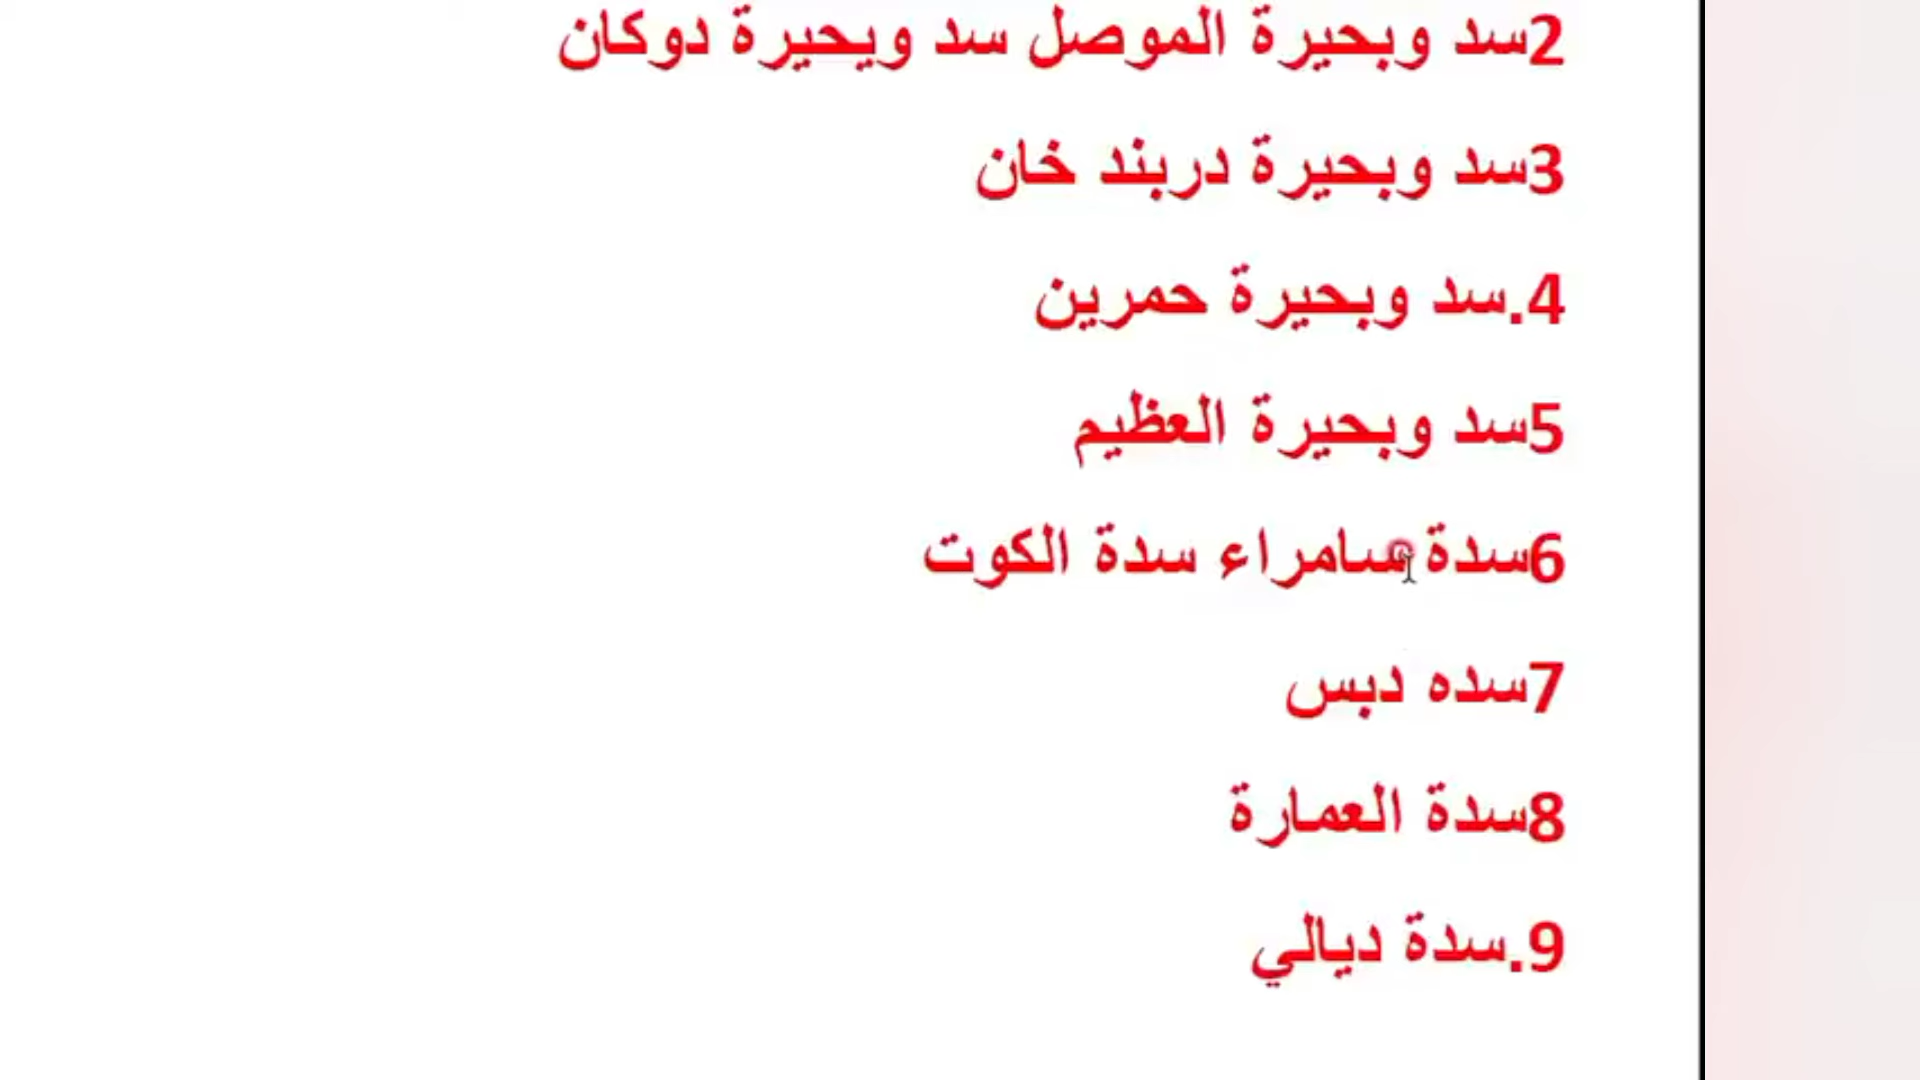 2سد وبحيرة الموصل سد ويحيرة دوكان
3سد وبحيرة دربند خان
4.سد وبحيرة حمرين
5سد وبحيرة العظيم
6سدة سامراء سدة الكوت
7سده دبس
8سدة العمارة
9.سدة ديالي